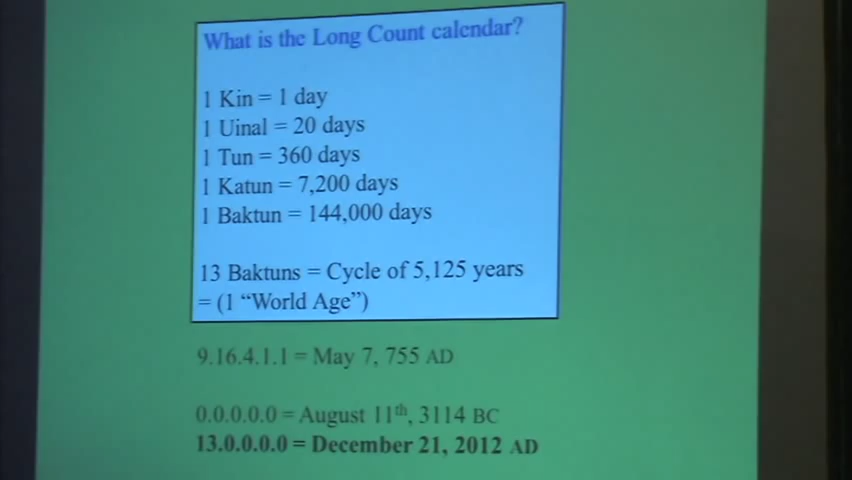 What is the Long Count calendar?
1 Kin = 1 day
1 Uinal = 20 days
1 Tun = 360 days
1 Katun = 7,200 days
1 Baktun = 144,000 days
13 Baktuns = Cycle of 5,125 years
= (1 “World Age”)
9.16.4.1.1 = May 7, 755 AD
0.0.0.0.0 = August 11th, 3114 BC
13.0.0.0.0 = December 21, 2012 AD